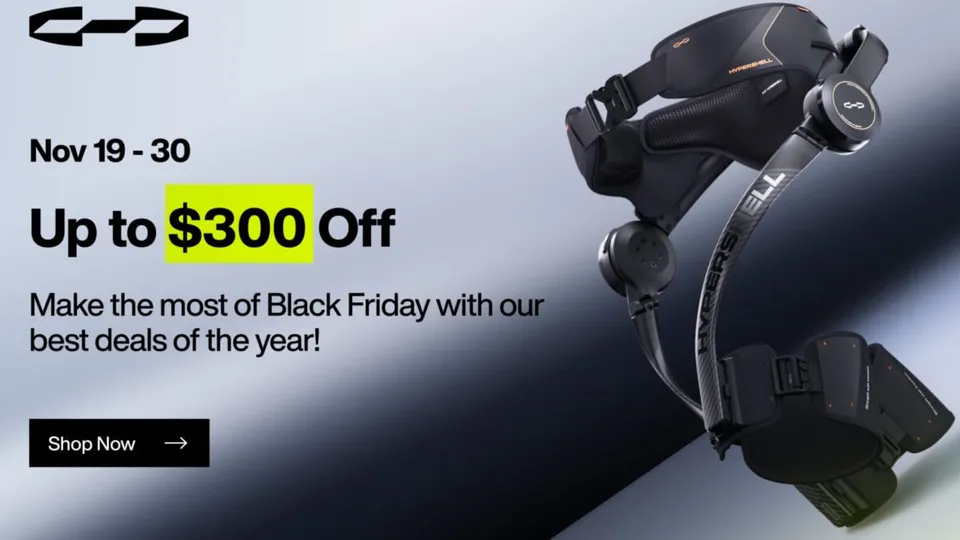 Nov 19 - 30
Up to $300 Off
Make the most of Black Friday with our
best deals of the year!
Shop Now
HYPERSHELL
HYPERSHELL